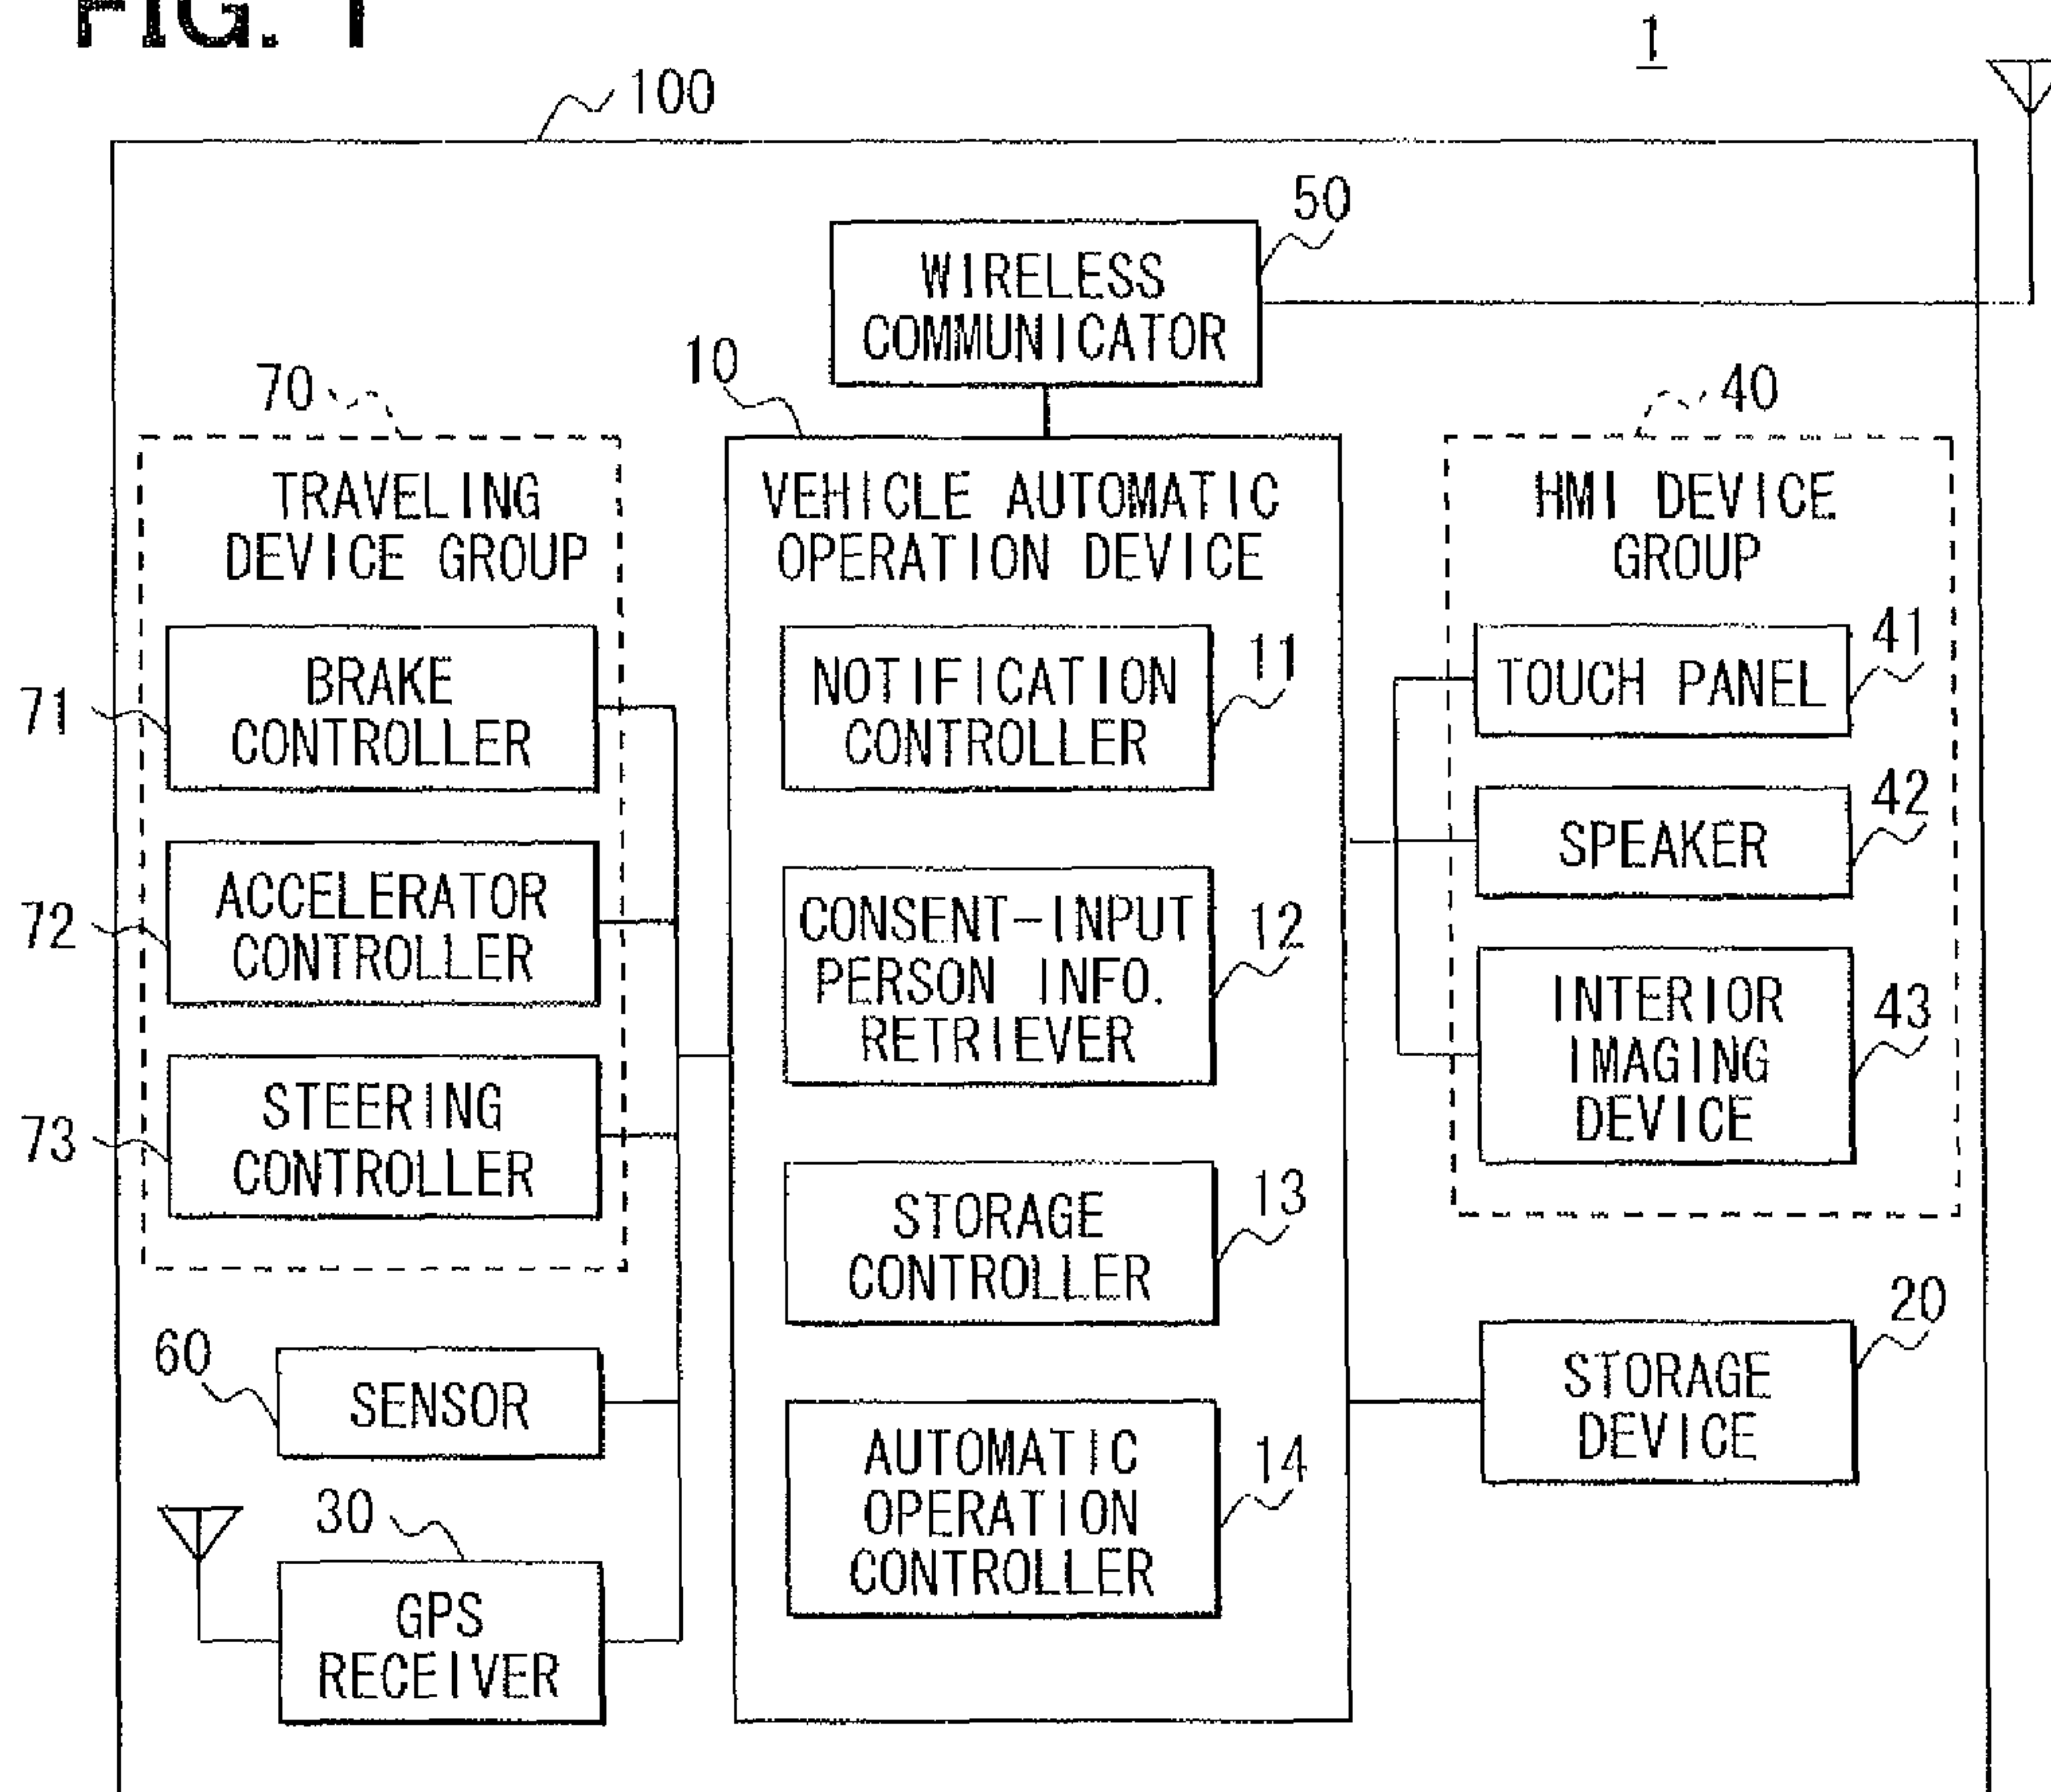 FIG. 1
1
100
50
WIRELESS
COMMUNICATOR
10
70
40
TRAVELING
DEVICE GROUP
VEHICLE AUTOMATIC
OPERATION DEVICE
HMI DEVICE
GROUP
71
BRAKE
CONTROLLER
NOTIFICATION
CONTROLLER
11
TOUCH PANEL
41
SPEAKER
42
72
ACCELERATOR
CONTROLLER
CONSENT-INPUT
PERSON INFO.
RETRIEVER
12
INTERIOR
IMAGING
DEVICE
43
73
STEERING
CONTROLLER
STORAGE
CONTROLLER
13
60
SENSOR
STORAGE
DEVICE
20
AUTOMATIC
OPERATION
CONTROLLER
14
30
GPS
RECEIVER